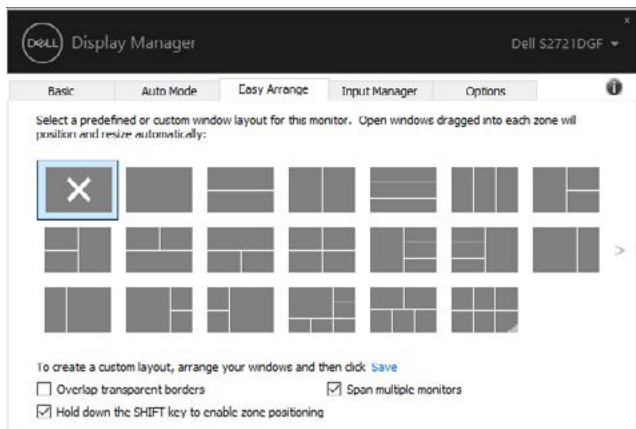 DELL Display Manager
Dell S2721DGF
Basic Auto Mode Easy Arrange Input Manager Options
Select a predefined or custom window layout for this monitor. Open windows dragged into each zone will
position and resize automatically:
To create a custom layout, arrange your windows and then click Save
Overlap transparent borders
Span multiple monitors
Hold down the SHIFT key to enable zone positioning